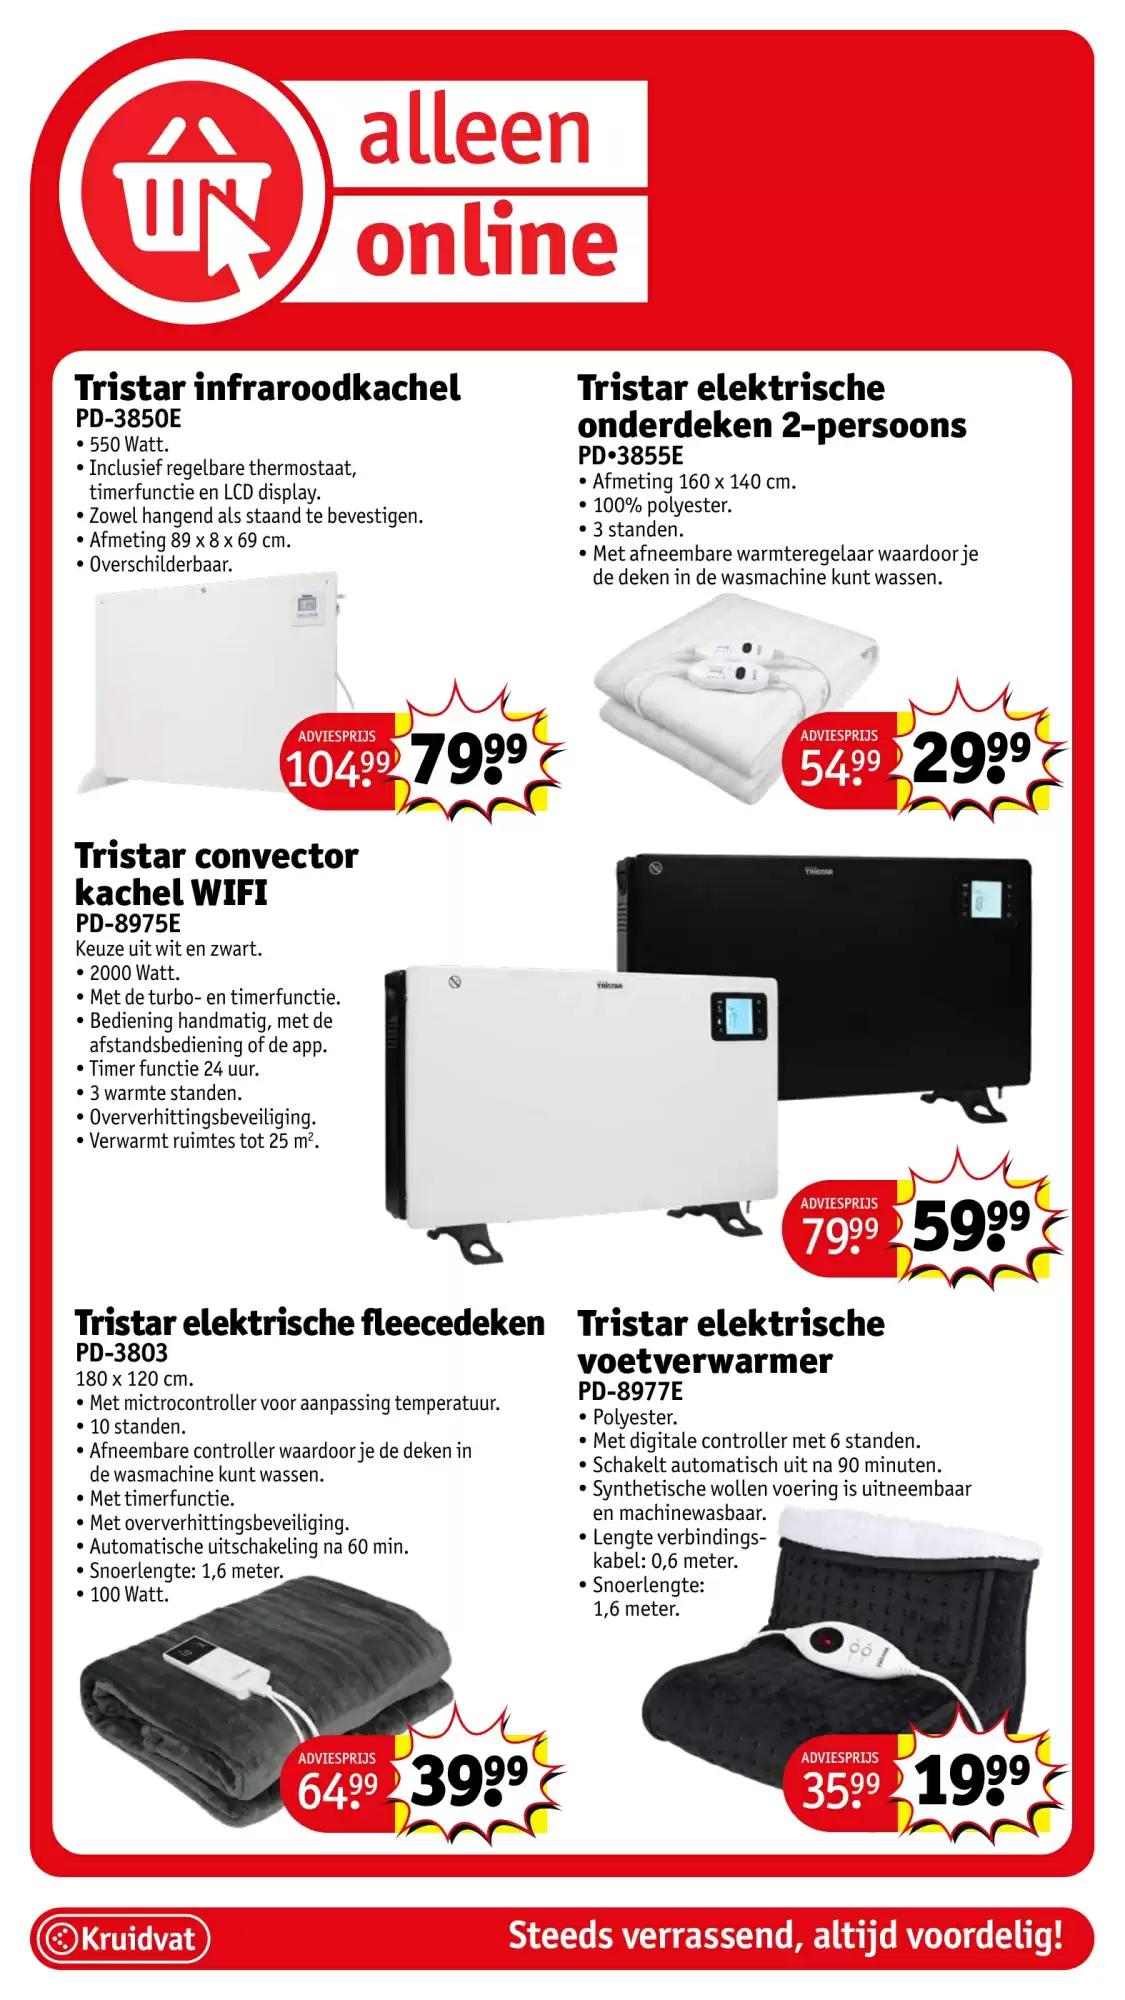 alleen
online
Tristar infraroodkachel
PD-3850E
• 550 Watt.
• Inclusief regelbare thermostaat,
timerfunctie en LCD display.
• Zowel hangend als staand te bevestigen.
• Afmeting 89 x 8 x 69 cm.
• Overschilderbaar.
ADVIESPRIJS
104.99
79.99
Tristar elektrische
onderdeken 2-persoons
PD•3855E
• Afmeting 160 x 140 cm.
• 100% polyester.
• 3 standen.
• Met afneembare warmteregelaar waardoor je
de deken in de wasmachine kunt wassen.
ADVIESPRIJS
54.99
29.99
Tristar convector
kachel WIFI
PD-8975E
Keuze uit wit en zwart.
• 2000 Watt.
• Met de turbo- en timerfunctie.
• Bediening handmatig, met de
afstandsbediening of de app.
• Timer functie 24 uur.
• 3 warmte standen.
• Oververhittingsbeveiliging.
• Verwarmt ruimtes tot 25 m².
TRISTAR
TRISTAR
ADVIESPRIJS
79.99
59.99
Tristar elektrische fleecedeken
PD-3803
180 x 120 cm.
• Met mictrocontroller voor aanpassing temperatuur.
• 10 standen.
• Afneembare controller waardoor je de deken in
de wasmachine kunt wassen.
• Met timerfunctie.
• Met oververhittingsbeveiliging.
• Automatische uitschakeling na 60 min.
• Snoerlengte: 1,6 meter.
• 100 Watt.
ADVIESPRIJS
64.99
39.99
Tristar elektrische
voetverwarmer
PD-8977E
• Polyester.
• Met digitale controller met 6 standen.
• Schakelt automatisch uit na 90 minuten.
• Synthetische wollen voering is uitneembaar
en machinewasbaar.
• Lengte verbindings-
kabel: 0,6 meter.
• Snoerlengte:
1,6 meter.
ADVIESPRIJS
35.99
19.99
Kruidvat
Steeds verrassend, altijd voordelig!